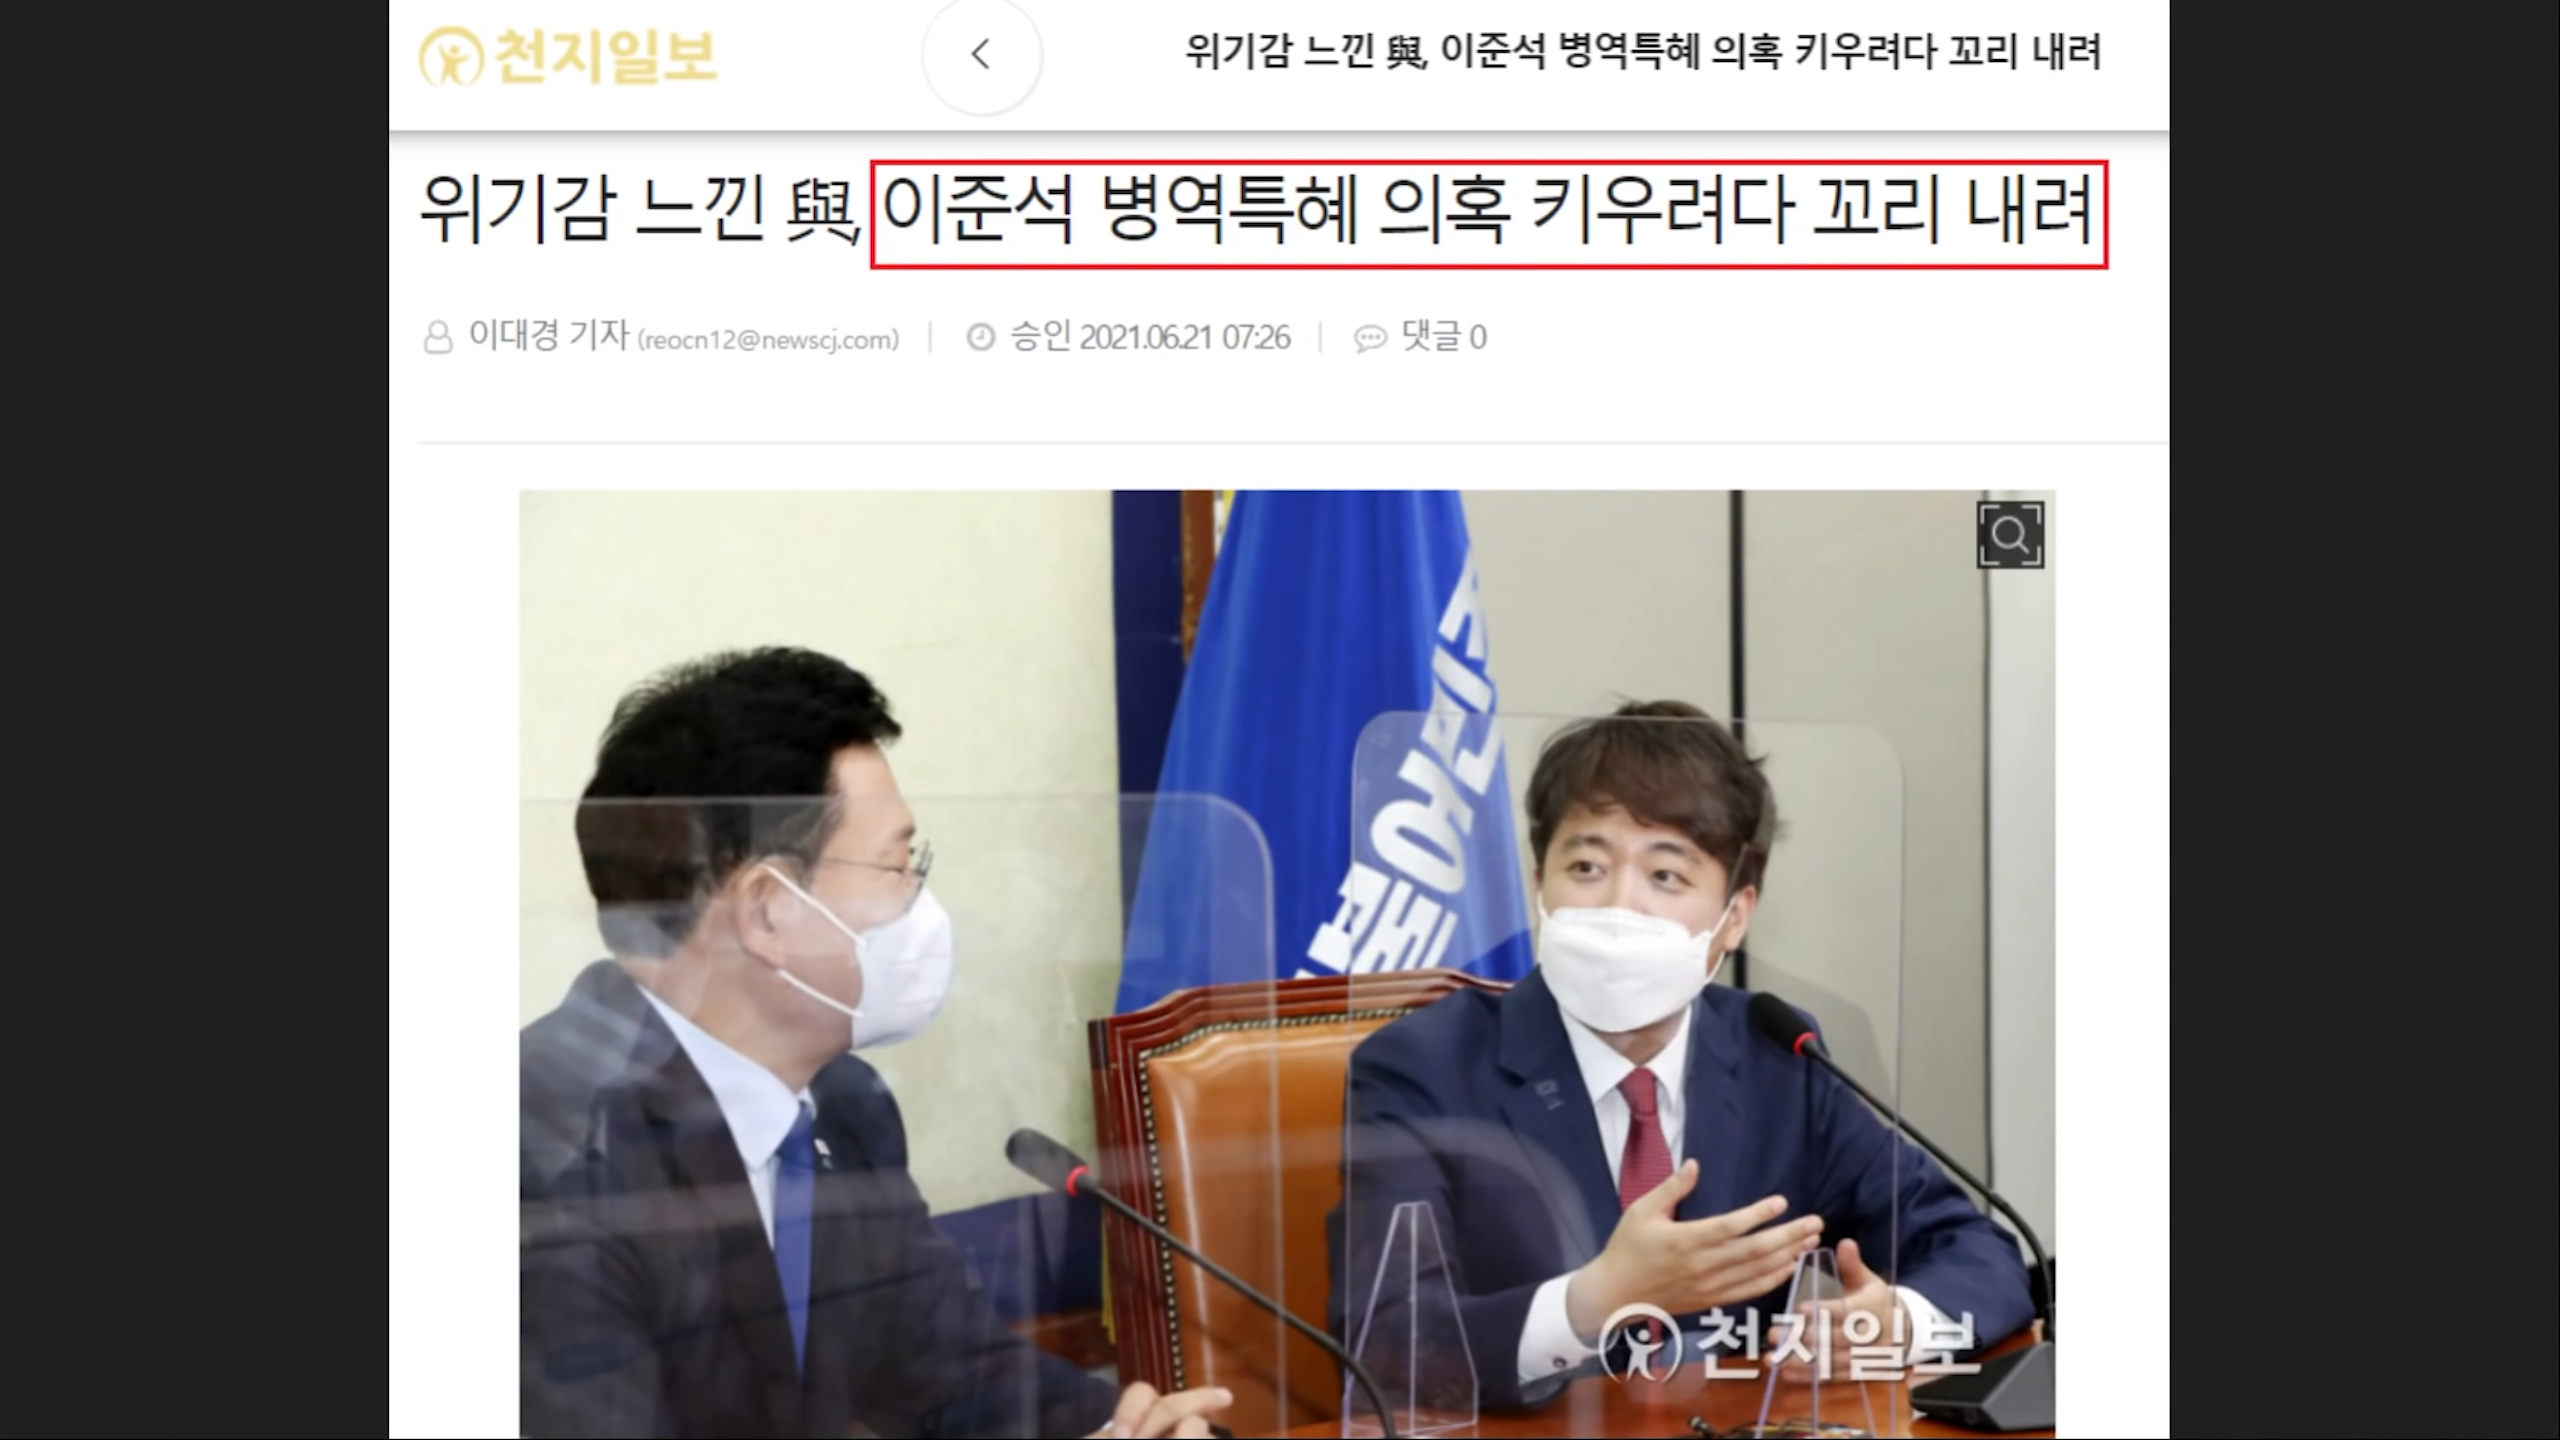 천지일보
위기감 느낀 與, 이준석 병역특혜 의혹 키우려다 꼬리 내려
위기감 느낀 與, 이준석 병역특혜 의혹 키우려다 꼬리 내려
이대경 기자 (reocn12@newscj.com) 승인 2021.06.21 07:26 댓글 0
천지일보